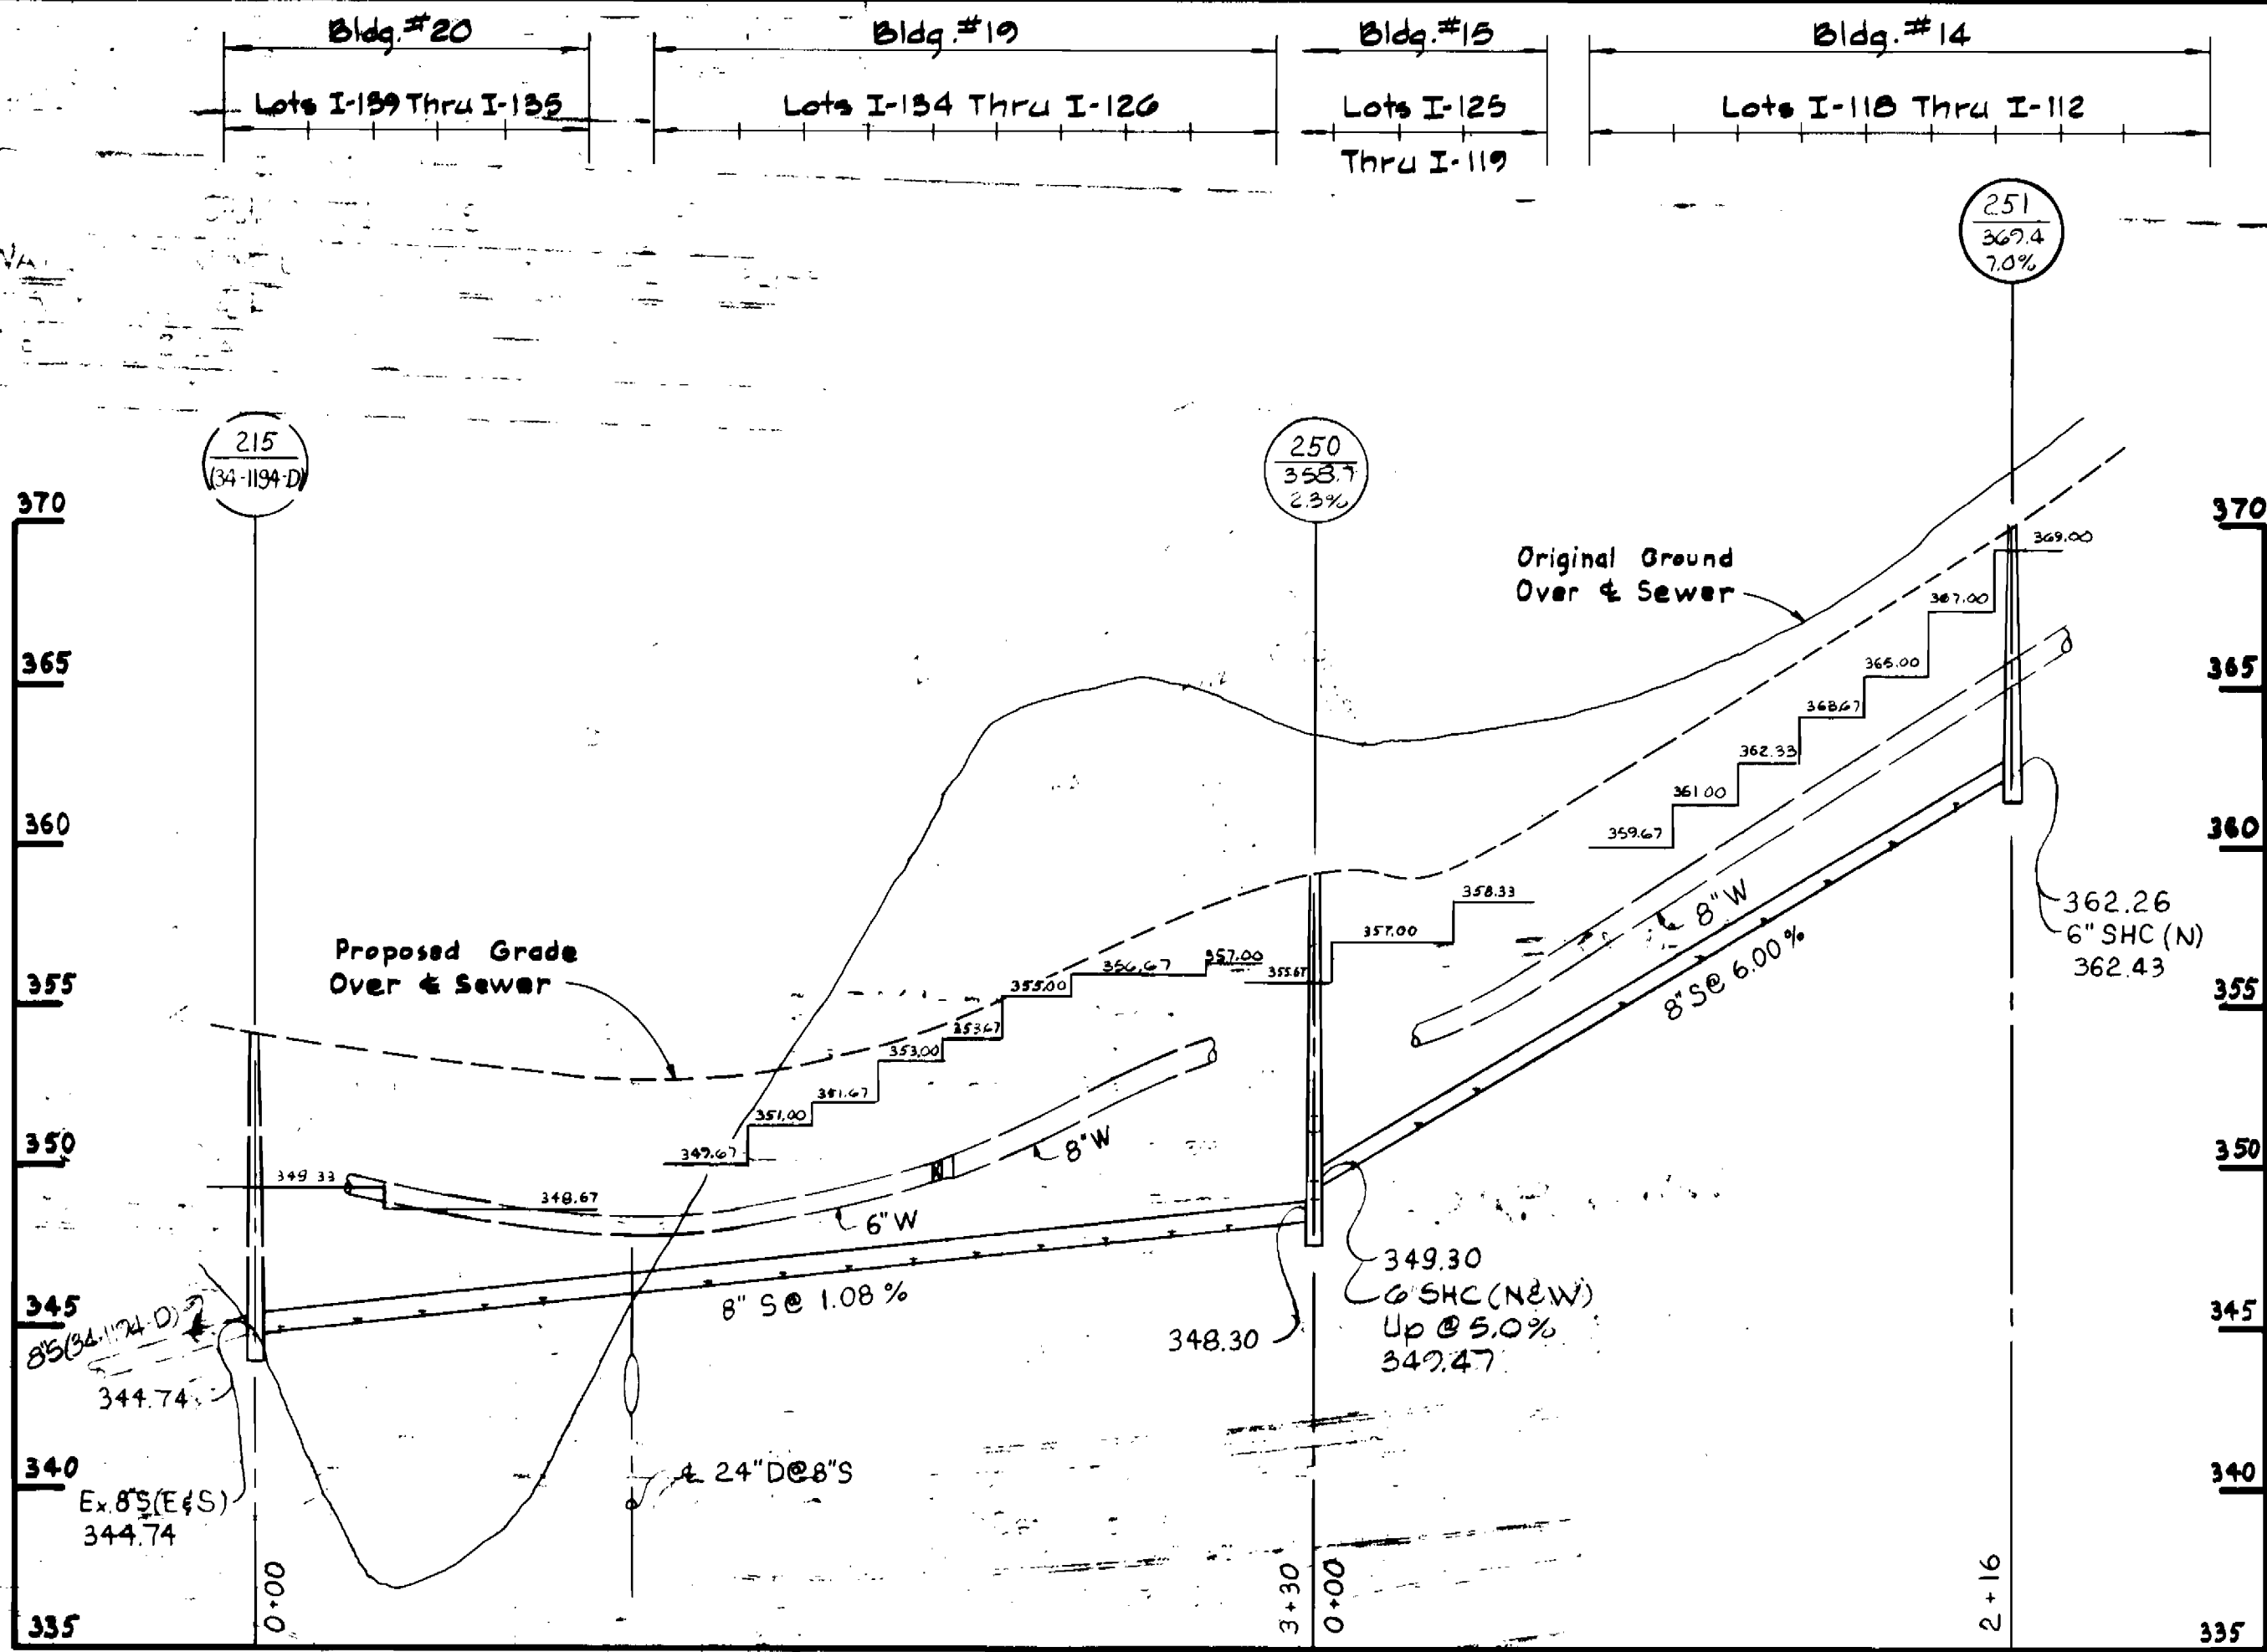 Bldg.#20
Bldg.#19
Bldg.#15
Bldg.#14
Lots I-139 Thru I-135
Lots I-134 Thru I-126
Lots I-125
Thru I-119
Lots I-118 Thru I-112
251
369.4
7.0%
215
(34-1194-D)
250
358.7
2.3%
370
370
Original Ground
Over ℄ Sewer
369.00
367.00
365
365
365.00
363.67
362.33
361.00
360
360
359.67
358.33
8"W
362.26
6" SHC (N)
362.43
Proposed Grade
Over ℄ Sewer
357.00
357.00
356.67
355.67
355.00
8"S@ 6.00%
355
355
353.67
353.00
351.67
351.00
350
350
349.67
8"W
349.33
348.67
6"W
349.30
6"SHC (N&W)
Up @ 5.0%
349.47
345
345
8" S@ 1.08%
8"S(34-1194-D)
348.30
344.74
340
340
℄ 24"D@8"S
Ex. 8"S(E&S)
344.74
0+00
3+30
0+00
2+16
335
335